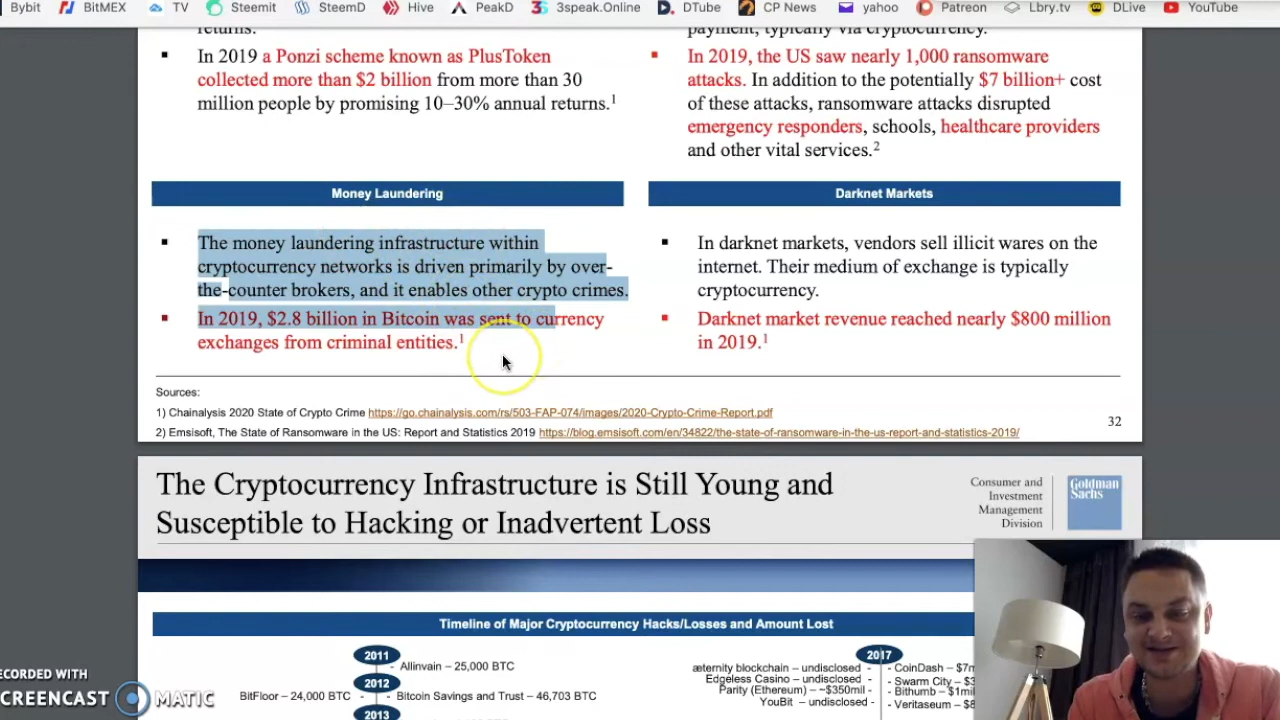 Bybit BitMEX TV Steemit SteemD Hive PeakD 3speak.Online DTube CP News yahoo Patreon Lbry.tv DLive YouTube
returns.
▪ In 2019 a Ponzi scheme known as PlusToken
collected more than $2 billion from more than 30
million people by promising 10–30% annual returns.¹
payment, typically via cryptocurrency.
▪ In 2019, the US saw nearly 1,000 ransomware
attacks. In addition to the potentially $7 billion+ cost
of these attacks, ransomware attacks disrupted
emergency responders, schools, healthcare providers
and other vital services.²
Money Laundering
▪ The money laundering infrastructure within
cryptocurrency networks is driven primarily by over-
the-counter brokers, and it enables other crypto crimes.
▪ In 2019, $2.8 billion in Bitcoin was sent to currency
exchanges from criminal entities.¹
Darknet Markets
▪ In darknet markets, vendors sell illicit wares on the
internet. Their medium of exchange is typically
cryptocurrency.
▪ Darknet market revenue reached nearly $800 million
in 2019.¹
Sources:
1) Chainalysis 2020 State of Crypto Crime https://go.chainalysis.com/rs/503-FAP-074/images/2020-Crypto-Crime-Report.pdf
2) Emsisoft, The State of Ransomware in the US: Report and Statistics 2019 https://blog.emsisoft.com/en/34822/the-state-of-ransomware-in-the-us-report-and-statistics-2019/
32
The Cryptocurrency Infrastructure is Still Young and
Susceptible to Hacking or Inadvertent Loss
Consumer and
Investment
Management
Division
Goldman
Sachs
Timeline of Major Cryptocurrency Hacks/Losses and Amount Lost
2011
- Allinvain – 25,000 BTC
2012
BitFloor – 24,000 BTC -
- Bitcoin Savings and Trust – 46,703 BTC
2013
2017
æternity blockchain – undisclosed -
Edgeless Casino – undisclosed -
Parity (Ethereum) – ~$350mil -
YouBit – undisclosed -
- CoinDash – $7m
- Swarm City – $
- Bithumb – $1mil
- Veritaseum – $8
RECORDED WITH
SCREENCAST MATIC